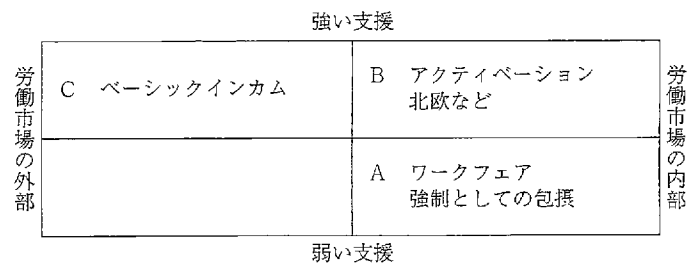 強い支援
労働市場の外部
C ベーシックインカム
B アクティベーション
北欧など
労働市場の内部
A ワークフェア
強制としての包摂
弱い支援